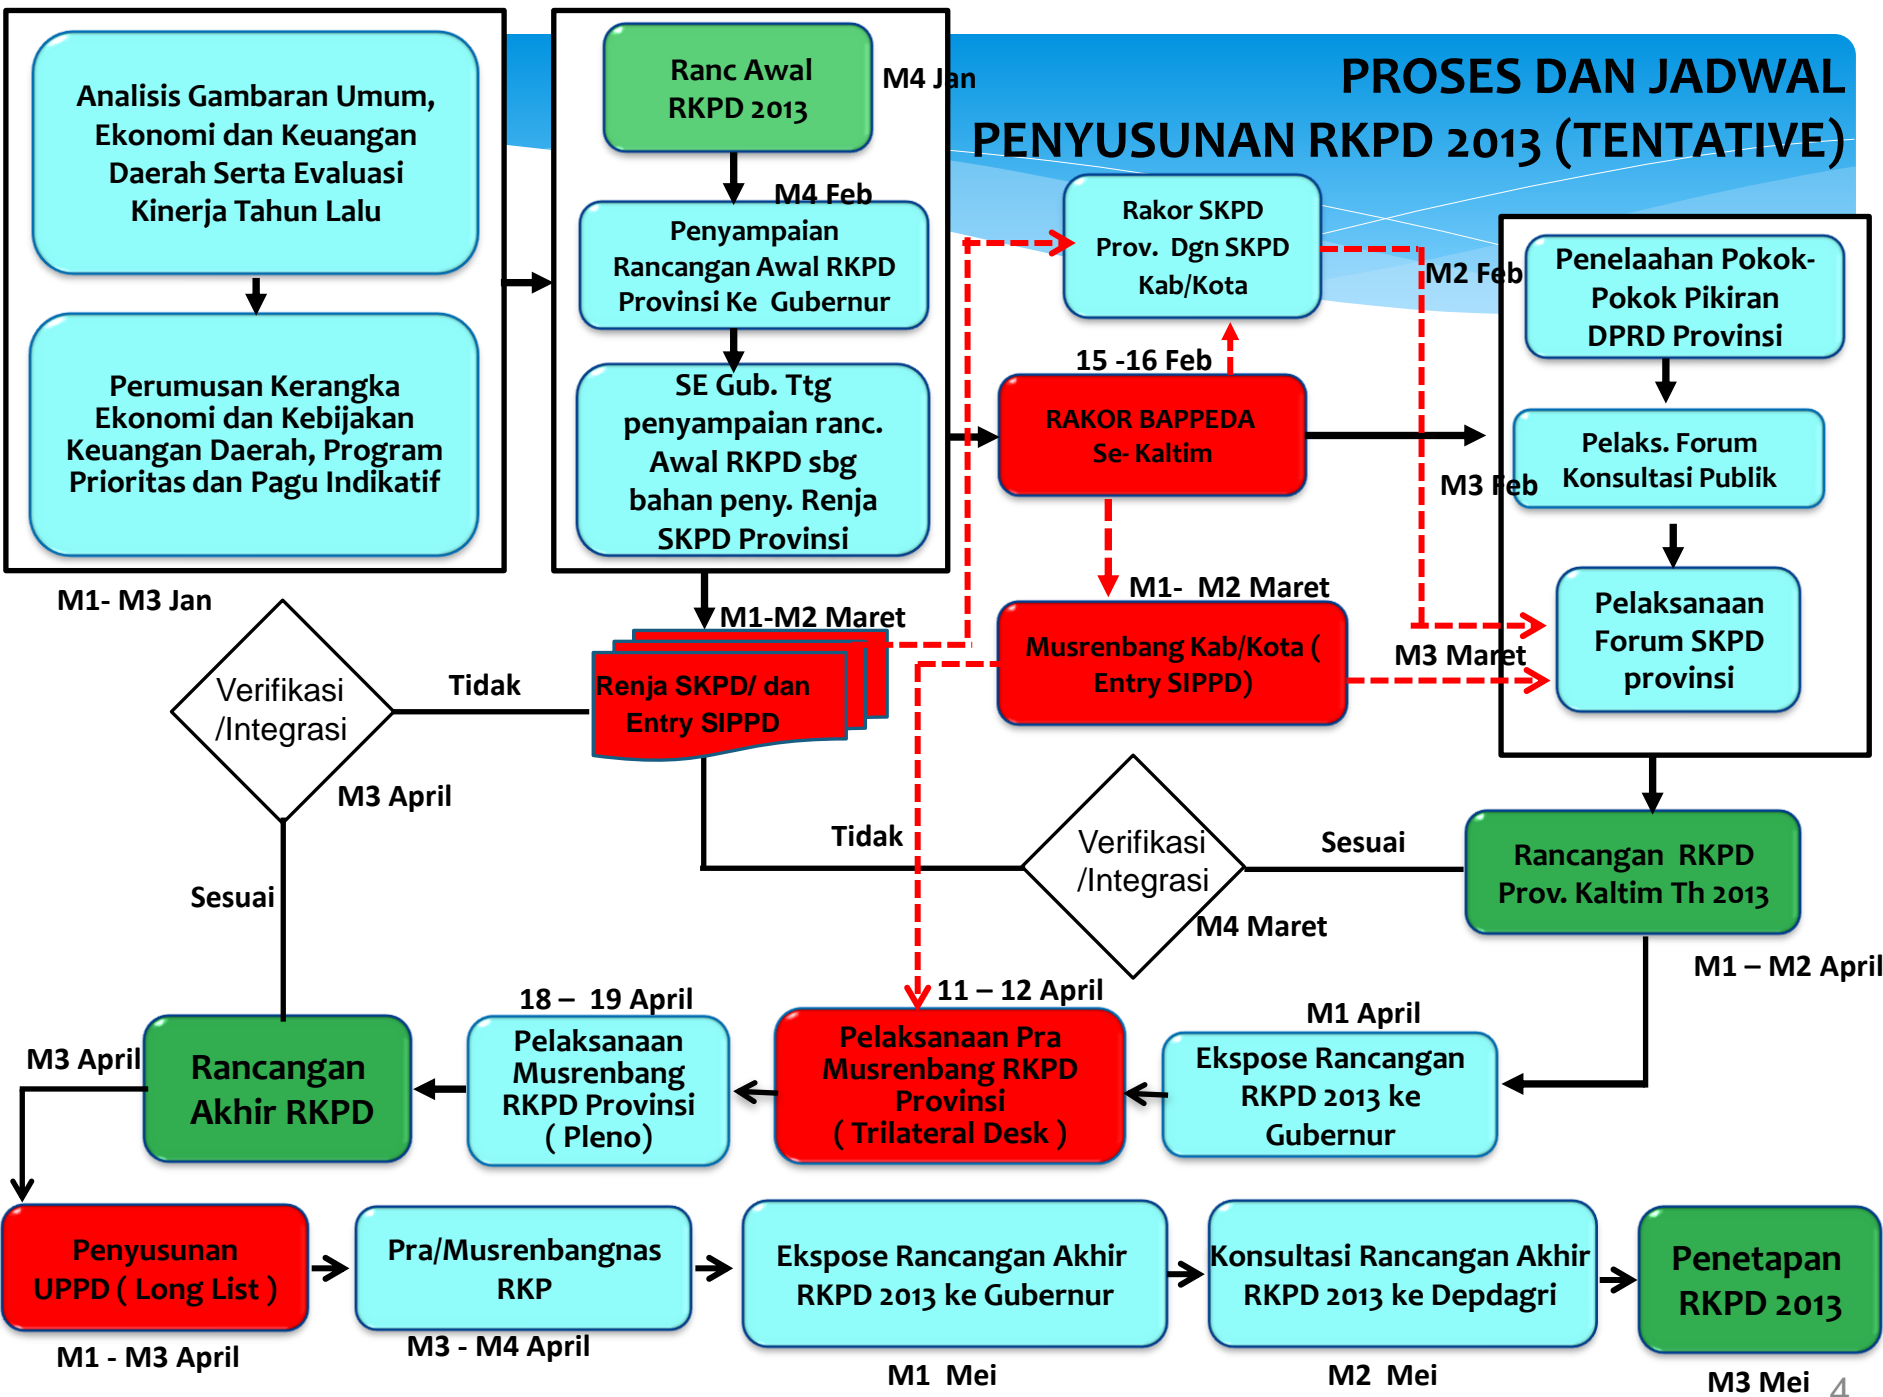 PROSES DAN JADWAL
PENYUSUNAN RKPD 2013 (TENTATIVE)
Analisis Gambaran Umum,
Ekonomi dan Keuangan
Daerah Serta Evaluasi
Kinerja Tahun Lalu
Perumusan Kerangka
Ekonomi dan Kebijakan
Keuangan Daerah, Program
Prioritas dan Pagu Indikatif
M1- M3 Jan
Ranc Awal
RKPD 2013
M4 Jan
M4 Feb
Penyampaian
Rancangan Awal RKPD
Provinsi Ke Gubernur
SE Gub. Ttg
penyampaian ranc.
Awal RKPD sbg
bahan peny. Renja
SKPD Provinsi
Rakor SKPD
Prov. Dgn SKPD
Kab/Kota
M2 Feb
15 -16 Feb
RAKOR BAPPEDA
Se- Kaltim
M3 Feb
Penelaahan Pokok-
Pokok Pikiran
DPRD Provinsi
Pelaks. Forum
Konsultasi Publik
Pelaksanaan
Forum SKPD
provinsi
M1- M2 Maret
Musrenbang Kab/Kota (
Entry SIPPD)
M3 Maret
M1-M2 Maret
Renja SKPD/ dan
Entry SIPPD
Tidak
Verifikasi
/Integrasi
M3 April
Sesuai
Tidak
Verifikasi
/Integrasi
M4 Maret
Sesuai
Rancangan RKPD
Prov. Kaltim Th 2013
M1 – M2 April
M1 April
Ekspose Rancangan
RKPD 2013 ke
Gubernur
11 – 12 April
Pelaksanaan Pra
Musrenbang RKPD
Provinsi
( Trilateral Desk )
18 – 19 April
Pelaksanaan
Musrenbang
RKPD Provinsi
( Pleno)
Rancangan
Akhir RKPD
M3 April
Penyusunan
UPPD ( Long List )
M1 - M3 April
Pra/Musrenbangnas
RKP
M3 - M4 April
Ekspose Rancangan Akhir
RKPD 2013 ke Gubernur
M1 Mei
Konsultasi Rancangan Akhir
RKPD 2013 ke Depdagri
M2 Mei
Penetapan
RKPD 2013
M3 Mei
4